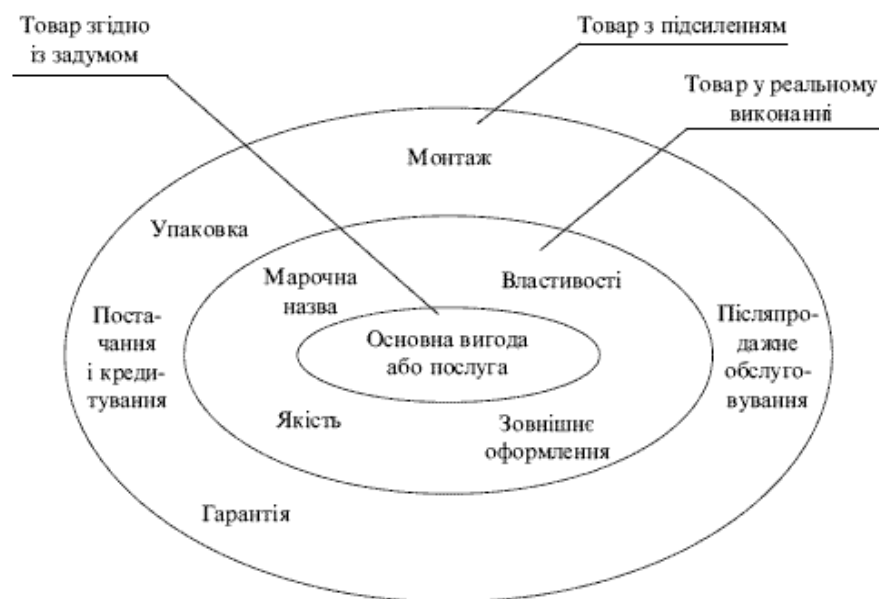 Товар згідно
із задумом
Товар з підсиленням
Товар у реальному
виконанні
Монтаж
Упаковка
Марочна
назва
Властивості
Поста-
чання
і креди-
тування
Основна вигода
або послуга
Післяпро-
дажне
обслуго-
вування
Якість
Зовнішнє
оформлення
Гарантія